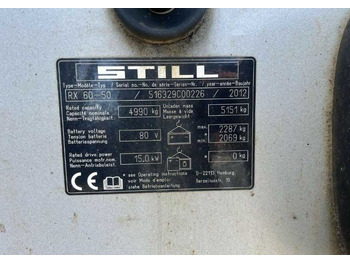 STILL
Type-Modèle-Typ / Serial no.-No. de série-Serien-Nr. / year-année-Baujahr
RX 60-50 / 516329C00226 / 2012
Rated capacity
Capacité nominale 4990 kg
Nenn-Tragfähigkeit
Unladen mass
Masse à vide 5151 kg
Leergewicht
Battery voltage
Tension batterie 80 V
Batteriespannung
max. 2287 kg
min. 2069 kg
Rated drive power
Puissance motr.nom. 15,0 kW
Nenn-Antriebsleistung
* 0 kg
CE
* see Operating instructions
voir Mode d'emploi
siehe Betriebsanleitung
D-22113 Hamburg
Berzeliusstr. 10